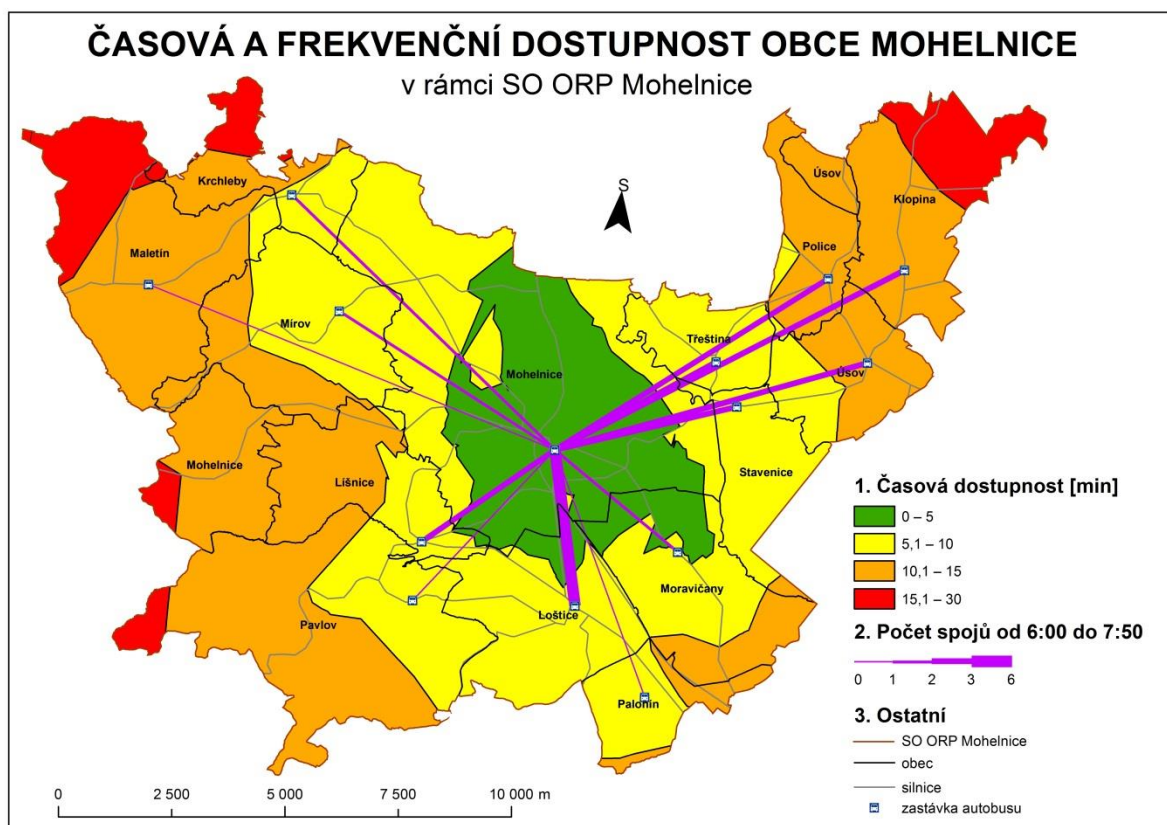 ČASOVÁ A FREKVENČNÍ DOSTUPNOST OBCE MOHELNICE
v rámci SO ORP Mohelnice
S
Krchleby
Úsov
Klopina
Maletín
Police
Mírov
Třeština
Mohelnice
Úsov
Mohelnice
Líšnice
Stavenice
Moravičany
Loštice
Pavlov
Palonín
1. Časová dostupnost [min]
0 – 5
5,1 – 10
10,1 – 15
15,1 – 30
2. Počet spojů od 6:00 do 7:50
0 1 2 3 6
3. Ostatní
SO ORP Mohelnice
obec
silnice
zastávka autobusu
0 2 500 5 000 7 500 10 000 m